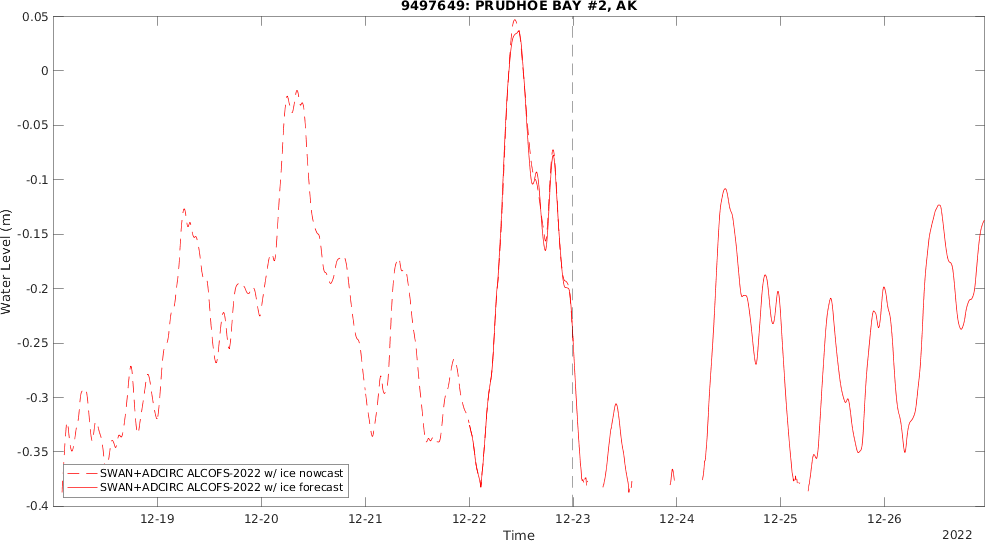 9497649: PRUDHOE BAY #2, AK
0.05
0
-0.05
-0.1
-0.15
-0.2
-0.25
-0.3
-0.35
-0.4
Water Level (m)
SWAN+ADCIRC ALCOFS-2022 w/ ice nowcast
SWAN+ADCIRC ALCOFS-2022 w/ ice forecast
12-19 12-20 12-21 12-22 12-23 12-24 12-25 12-26
Time
2022